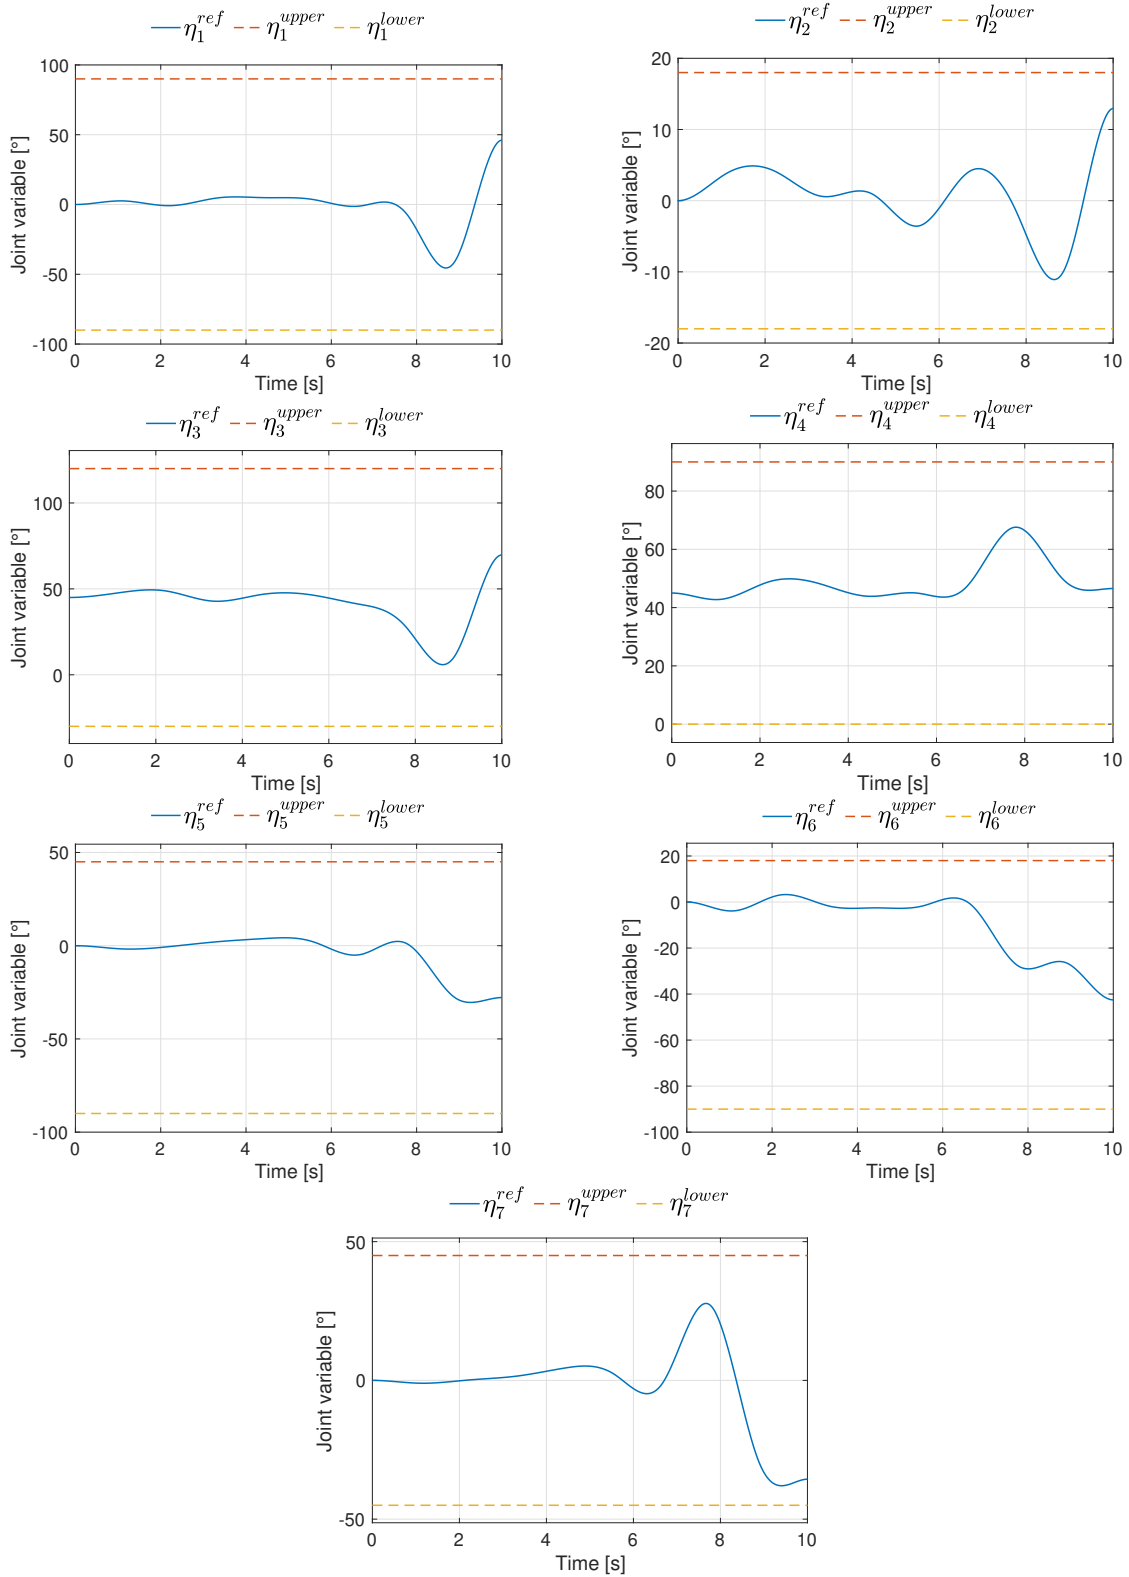 η₁ʳᵉᶠ η₁ᵘᵖᵖᵉʳ η₁ˡᵒʷᵉʳ
100
50
0
-50
-100
0 2 4 6 8 10
Joint variable [°]
Time [s]
η₂ʳᵉᶠ η₂ᵘᵖᵖᵉʳ η₂ˡᵒʷᵉʳ
20
10
0
-10
-20
0 2 4 6 8 10
Joint variable [°]
Time [s]
η₃ʳᵉᶠ η₃ᵘᵖᵖᵉʳ η₃ˡᵒʷᵉʳ
100
50
0
0 2 4 6 8 10
Joint variable [°]
Time [s]
η₄ʳᵉᶠ η₄ᵘᵖᵖᵉʳ η₄ˡᵒʷᵉʳ
80
60
40
20
0
0 2 4 6 8 10
Joint variable [°]
Time [s]
η₅ʳᵉᶠ η₅ᵘᵖᵖᵉʳ η₅ˡᵒʷᵉʳ
50
0
-50
-100
0 2 4 6 8 10
Joint variable [°]
Time [s]
η₆ʳᵉᶠ η₆ᵘᵖᵖᵉʳ η₆ˡᵒʷᵉʳ
20
0
-20
-40
-60
-80
-100
0 2 4 6 8 10
Joint variable [°]
Time [s]
η₇ʳᵉᶠ η₇ᵘᵖᵖᵉʳ η₇ˡᵒʷᵉʳ
50
0
-50
0 2 4 6 8 10
Joint variable [°]
Time [s]